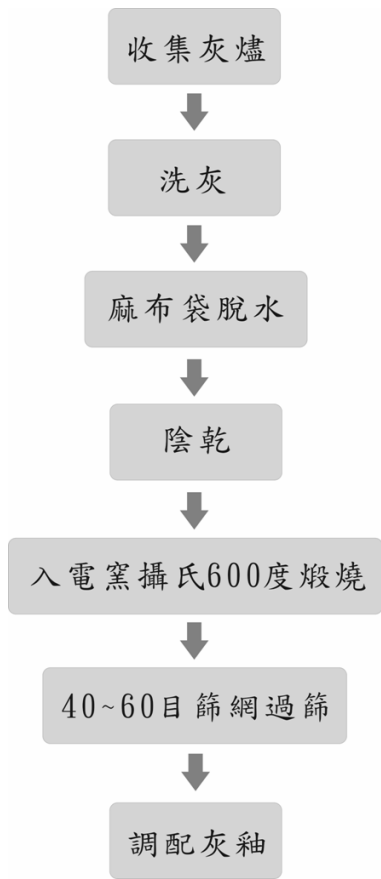 收集灰燼
洗灰
麻布袋脫水
陰乾
入電窯攝氏600度煅燒
40~60目篩網過篩
調配灰釉